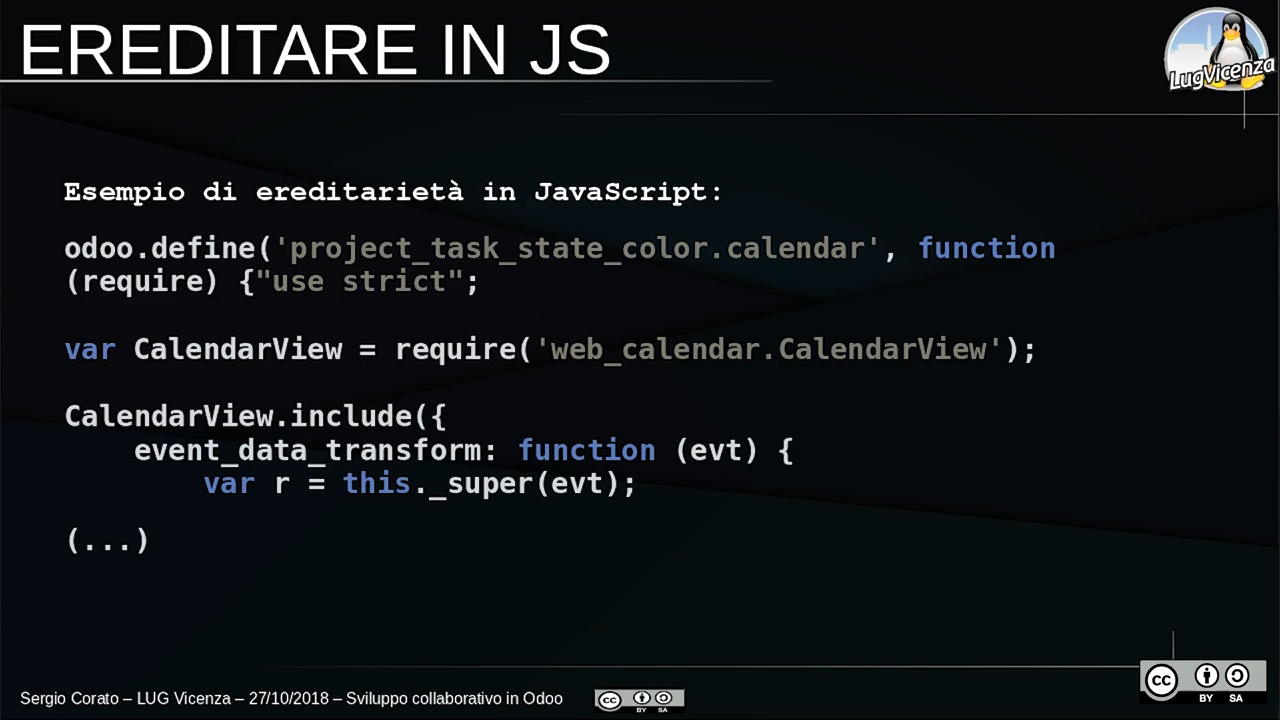 EREDITARE IN JS
LugVicenza
Esempio di ereditarietà in JavaScript:
odoo.define('project_task_state_color.calendar', function
(require) {"use strict";
var CalendarView = require('web_calendar.CalendarView');
CalendarView.include({
    event_data_transform: function (evt) {
        var r = this._super(evt);
(...)
Sergio Corato – LUG Vicenza – 27/10/2018 – Sviluppo collaborativo in Odoo
cc BY SA
cc BY SA